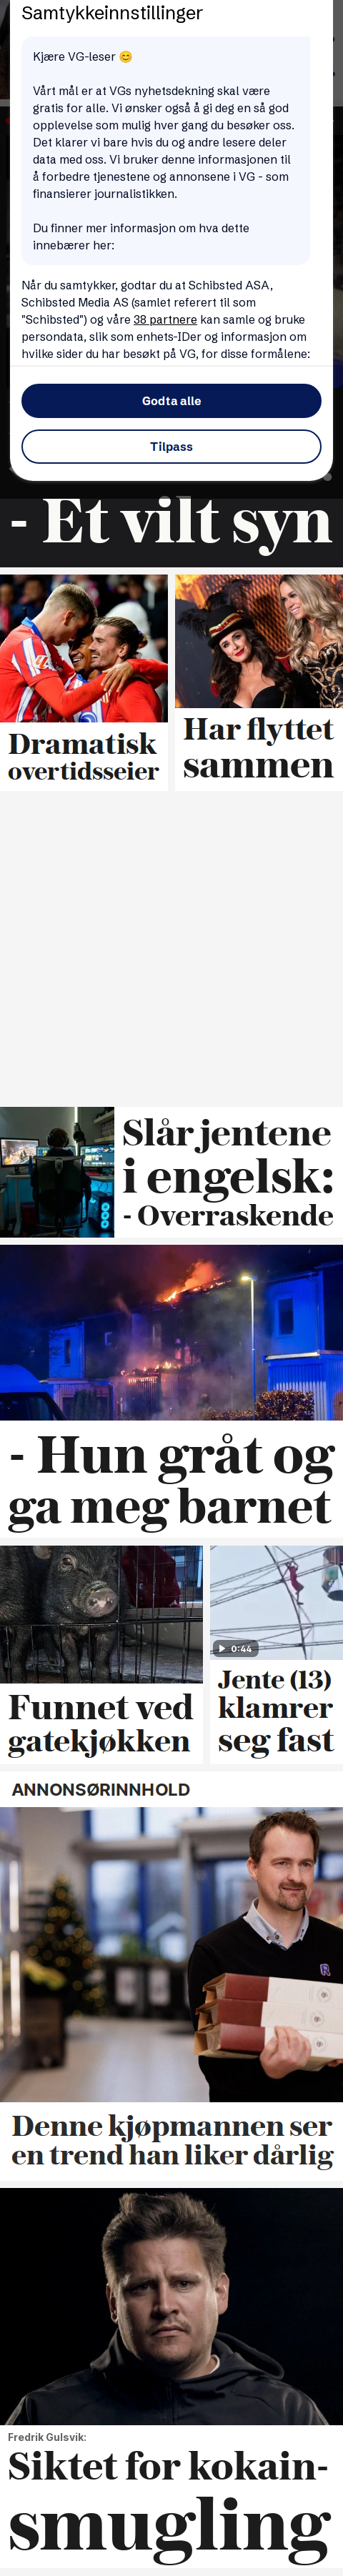 Samtykkeinnstillinger
Kjære VG-leser 😊
Vårt mål er at VGs nyhetsdekning skal være
gratis for alle. Vi ønsker også å gi deg en så god
opplevelse som mulig hver gang du besøker oss.
Det klarer vi bare hvis du og andre lesere deler
data med oss. Vi bruker denne informasjonen til
å forbedre tjenestene og annonsene i VG - som
finansierer journalistikken.
Du finner mer informasjon om hva dette
innebærer her:
Når du samtykker, godtar du at Schibsted ASA,
Schibsted Media AS (samlet referert til som
"Schibsted") og våre 38 partnere kan samle og bruke
persondata, slik som enhets-IDer og informasjon om
hvilke sider du har besøkt på VG, for disse formålene:
Godta alle
Tilpass
- Et vilt syn
Dramatisk
overtidsseier
Har flyttet
sammen
Slår jentene
i engelsk:
- Overraskende
- Hun gråt og
ga meg barnet
Funnet ved
gatekjøkken
0:44
Jente (13)
klamrer
seg fast
ANNONSØRINNHOLD
Denne kjøpmannen ser
en trend han liker dårlig
Fredrik Gulsvik:
Siktet for kokain-
smugling